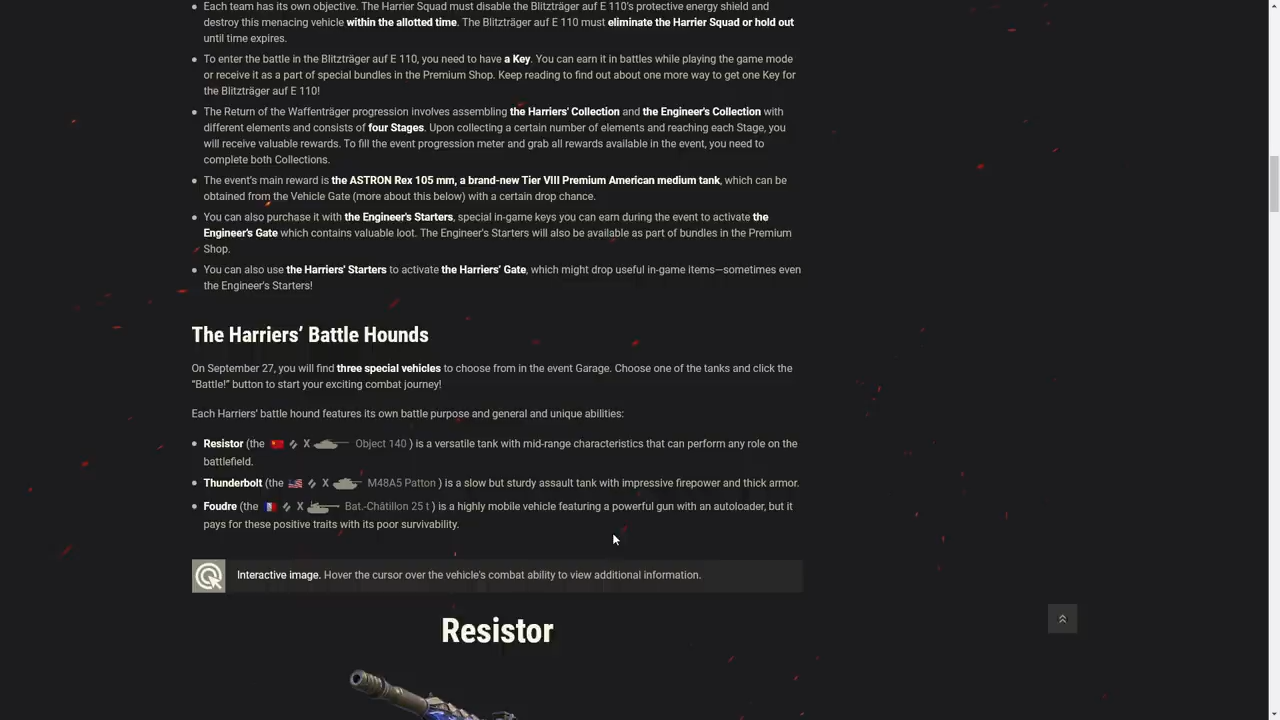 Each team has its own objective. The Harrier Squad must disable the Blitzträger auf E 110's protective energy shield and
destroy this menacing vehicle within the allotted time. The Blitzträger auf E 110 must eliminate the Harrier Squad or hold out
until time expires.
To enter the battle in the Blitzträger auf E 110, you need to have a Key. You can earn it in battles while playing the game mode
or receive it as a part of special bundles in the Premium Shop. Keep reading to find out about one more way to get one Key for
the Blitzträger auf E 110!
The Return of the Waffenträger progression involves assembling the Harriers' Collection and the Engineer's Collection with
different elements and consists of four Stages. Upon collecting a certain number of elements and reaching each Stage, you
will receive valuable rewards. To fill the event progression meter and grab all rewards available in the event, you need to
complete both Collections.
The event's main reward is the ASTRON Rex 105 mm, a brand-new Tier VIII Premium American medium tank, which can be
obtained from the Vehicle Gate (more about this below) with a certain drop chance.
You can also purchase it with the Engineer's Starters, special in-game keys you can earn during the event to activate the
Engineer's Gate which contains valuable loot. The Engineer's Starters will also be available as part of bundles in the Premium
Shop.
You can also use the Harriers' Starters to activate the Harriers' Gate, which might drop useful in-game items—sometimes even
the Engineer's Starters!
The Harriers' Battle Hounds
On September 27, you will find three special vehicles to choose from in the event Garage. Choose one of the tanks and click the
"Battle!" button to start your exciting combat journey!
Each Harriers' battle hound features its own battle purpose and general and unique abilities:
Resistor (the X Object 140 ) is a versatile tank with mid-range characteristics that can perform any role on the
battlefield.
Thunderbolt (the X M48A5 Patton ) is a slow but sturdy assault tank with impressive firepower and thick armor.
Foudre (the X Bat.-Châtillon 25 t ) is a highly mobile vehicle featuring a powerful gun with an autoloader, but it
pays for these positive traits with its poor survivability.
Interactive image. Hover the cursor over the vehicle's combat ability to view additional information.
Resistor